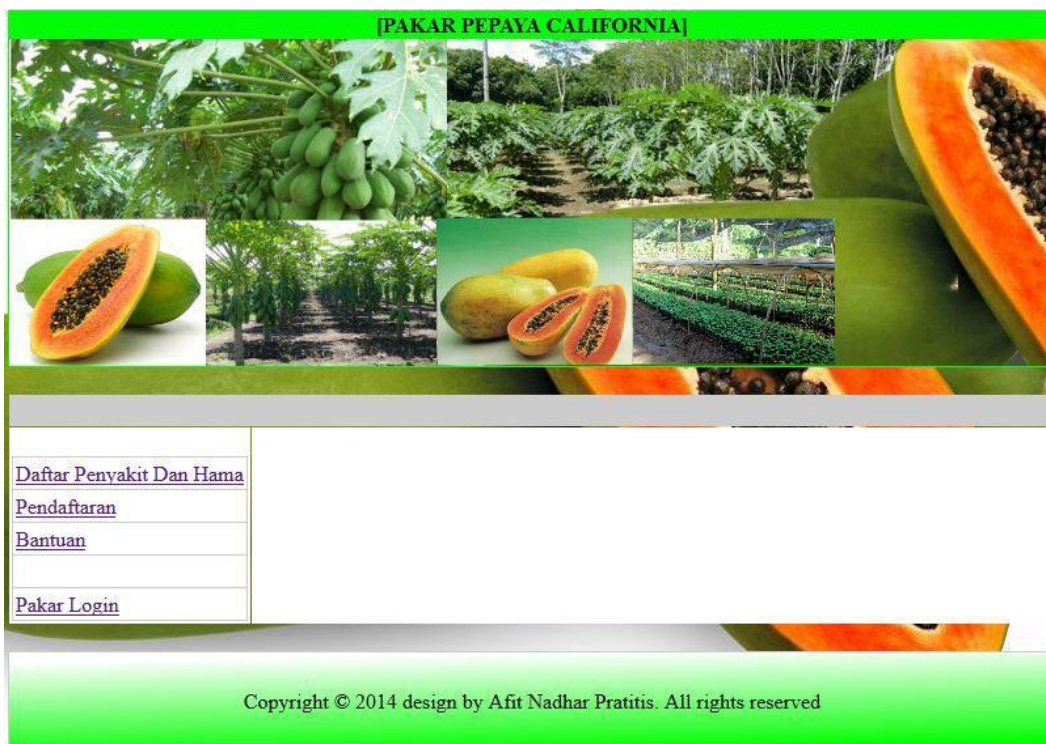 [PAKAR PEPAYA CALIFORNIA]
Daftar Penyakit Dan Hama
Pendaftaran
Bantuan
Pakar Login
Copyright © 2014 design by Afit Nadhar Pratitis. All rights reserved